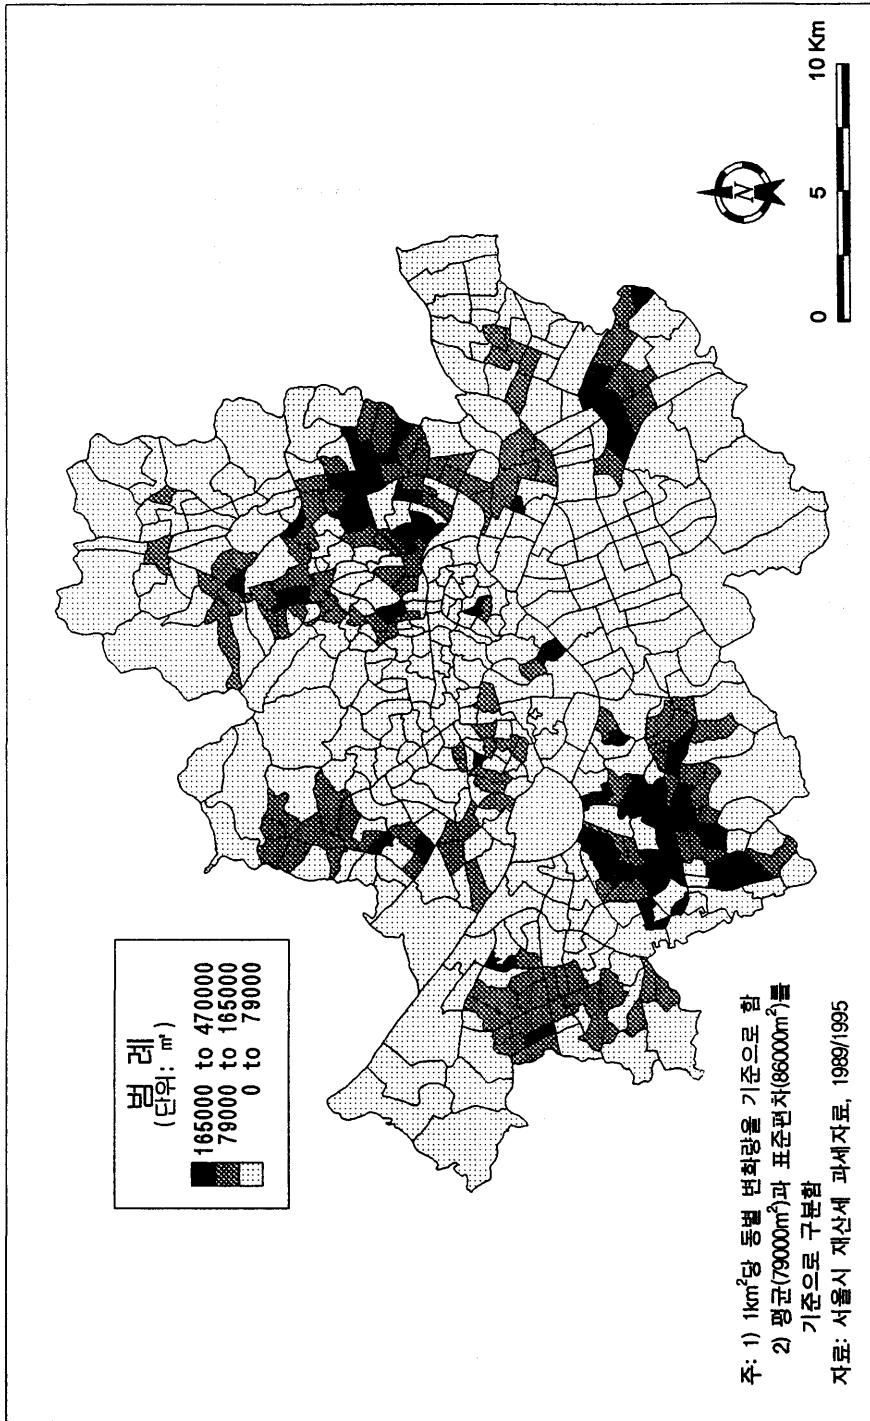 범 례
(단위: ㎡)
165000 to 470000
79000 to 165000
0 to 79000
N
0 5 10 Km
주: 1) 1km²당 동별 변화량을 기준으로 함
2) 평균(79000m²)과 표준편차(86000m²)를
기준으로 구분함
자료: 서울시 재산세 과세자료, 1989/1995